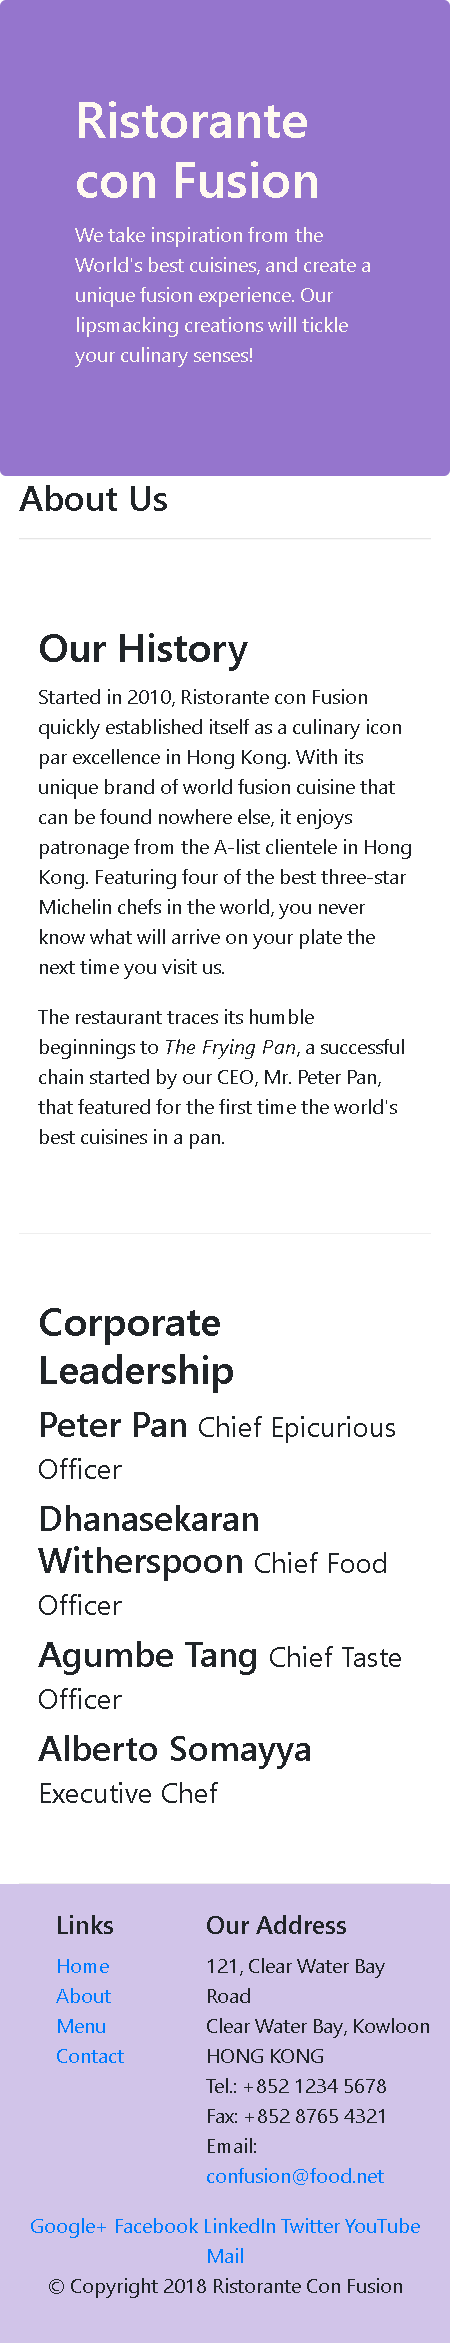 Ristorante
con Fusion
We take inspiration from the
World's best cuisines, and create a
unique fusion experience. Our
lipsmacking creations will tickle
your culinary senses!
About Us
Our History
Started in 2010, Ristorante con Fusion
quickly established itself as a culinary icon
par excellence in Hong Kong. With its
unique brand of world fusion cuisine that
can be found nowhere else, it enjoys
patronage from the A-list clientele in Hong
Kong. Featuring four of the best three-star
Michelin chefs in the world, you never
know what will arrive on your plate the
next time you visit us.
The restaurant traces its humble
beginnings to The Frying Pan, a successful
chain started by our CEO, Mr. Peter Pan,
that featured for the first time the world's
best cuisines in a pan.
Corporate
Leadership
Peter Pan Chief Epicurious
Officer
Dhanasekaran
Witherspoon Chief Food
Officer
Agumbe Tang Chief Taste
Officer
Alberto Somayya
Executive Chef
Links
Home
About
Menu
Contact
Our Address
121, Clear Water Bay
Road
Clear Water Bay, Kowloon
HONG KONG
Tel.: +852 1234 5678
Fax: +852 8765 4321
Email:
confusion@food.net
Google+ Facebook LinkedIn Twitter YouTube
Mail
© Copyright 2018 Ristorante Con Fusion